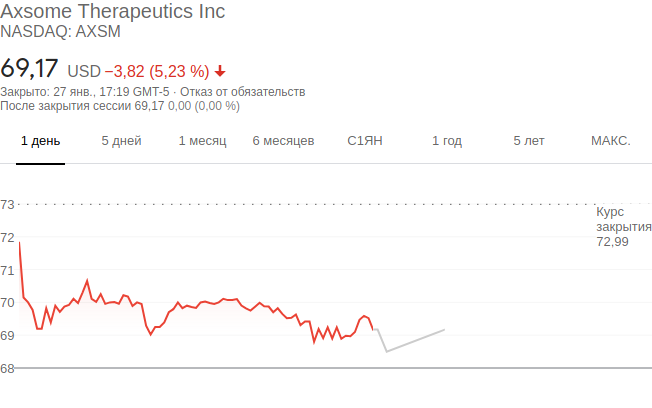 Axsome Therapeutics Inc
NASDAQ: AXSM
69,17 USD −3,82 (5,23 %)
Закрыто: 27 янв., 17:19 GMT-5 · Отказ от обязательств
После закрытия сессии 69,17 0,00 (0,00 %)
1 день 5 дней 1 месяц 6 месяцев С1ЯН 1 год 5 лет МАКС.
73
Курс
закрытия
72,99
72
71
70
69
68